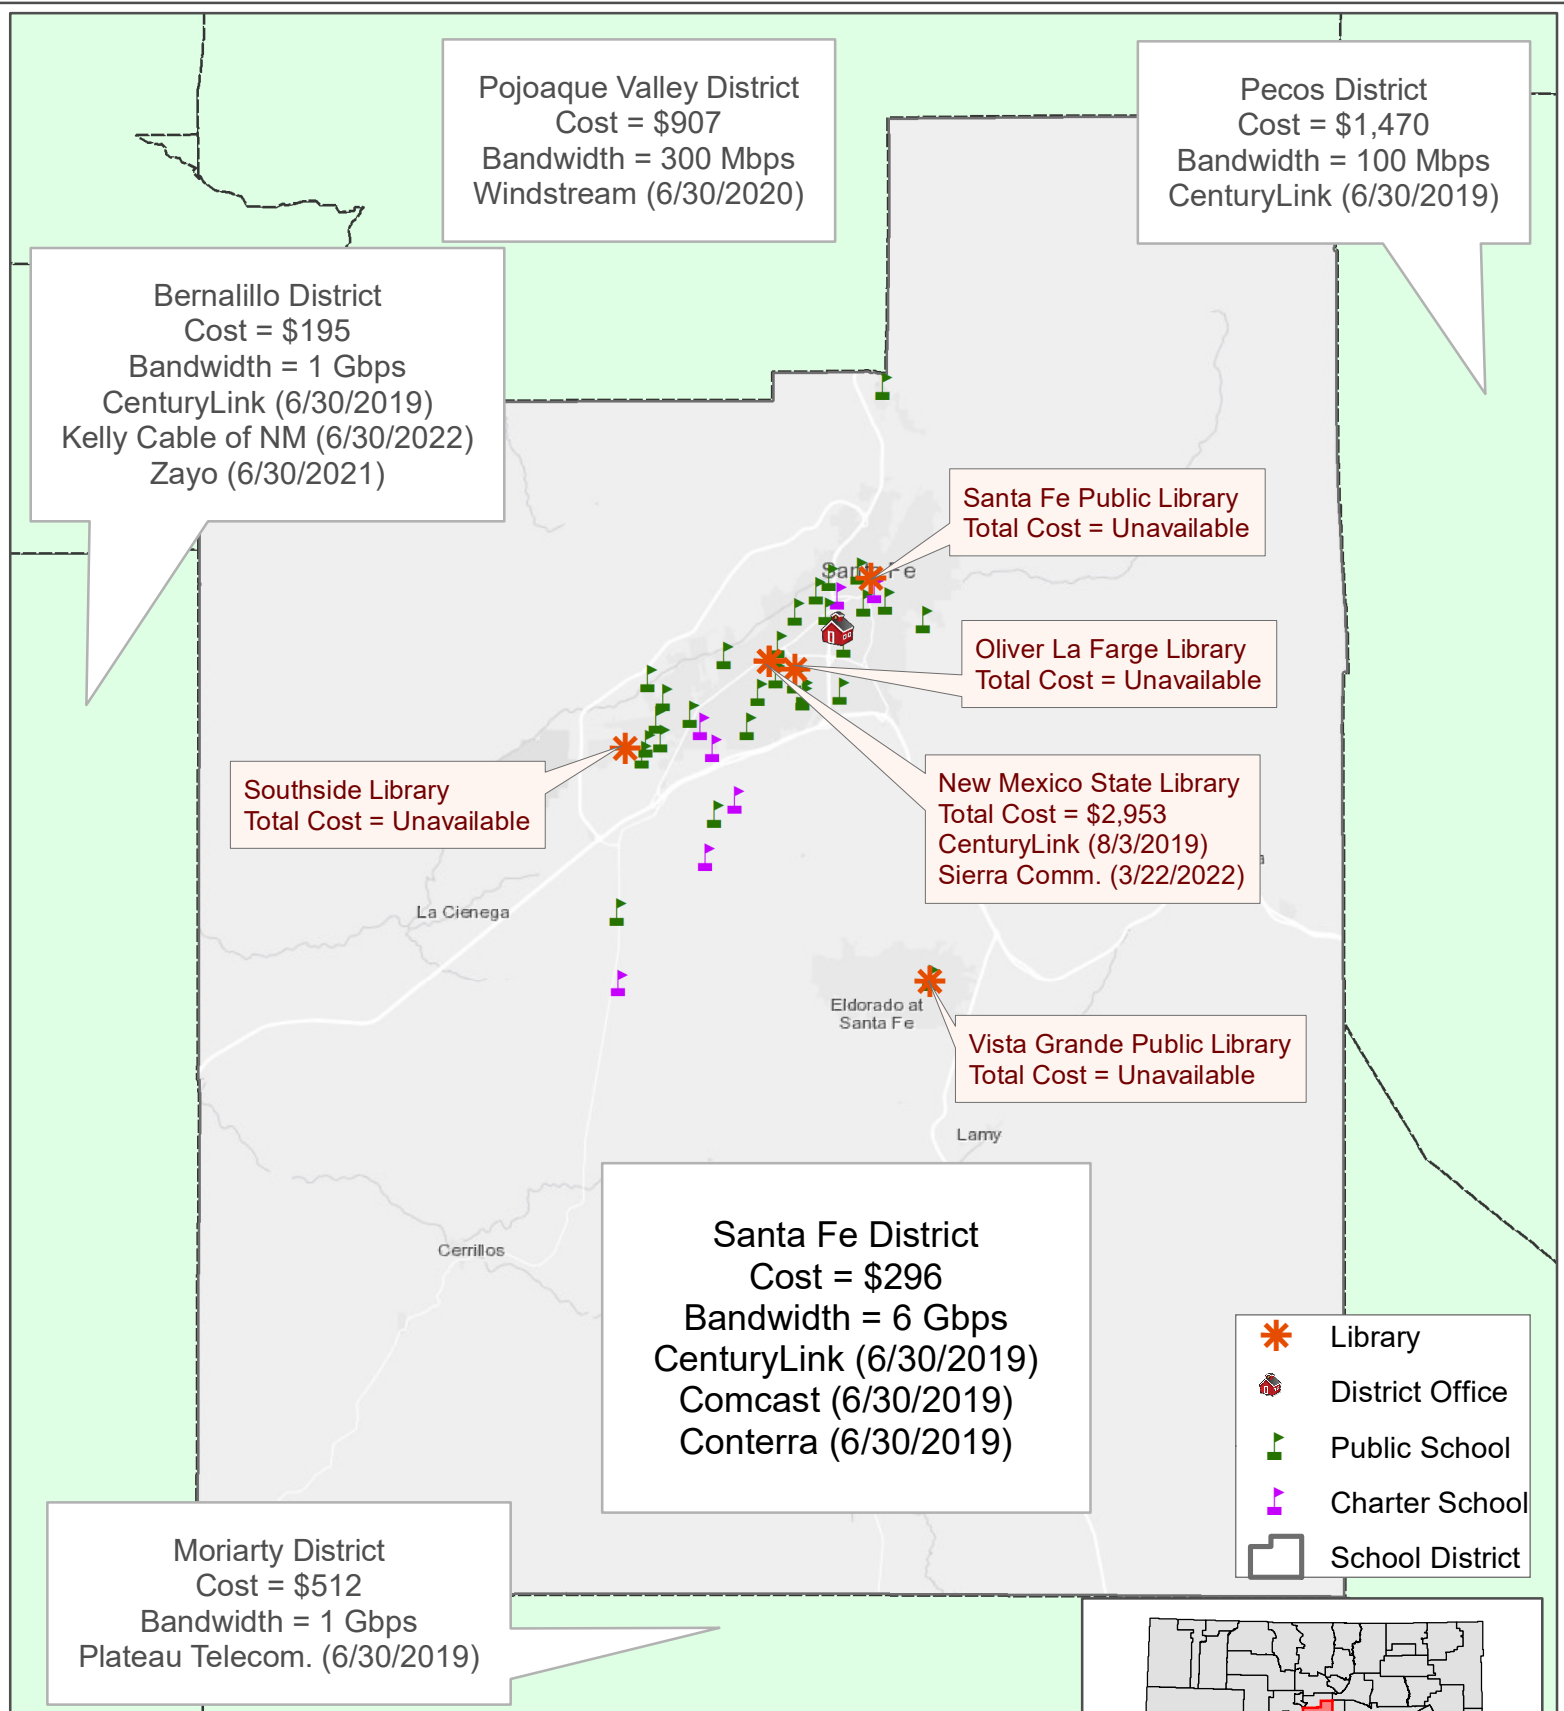 Pojoaque Valley District
Cost = $907
Bandwidth = 300 Mbps
Windstream (6/30/2020)
Pecos District
Cost = $1,470
Bandwidth = 100 Mbps
CenturyLink (6/30/2019)
Bernalillo District
Cost = $195
Bandwidth = 1 Gbps
CenturyLink (6/30/2019)
Kelly Cable of NM (6/30/2022)
Zayo (6/30/2021)
Santa Fe Public Library
Total Cost = Unavailable
Santa Fe
Oliver La Farge Library
Total Cost = Unavailable
New Mexico State Library
Total Cost = $2,953
CenturyLink (8/3/2019)
Sierra Comm. (3/22/2022)
Southside Library
Total Cost = Unavailable
La Cienega
Eldorado at
Santa Fe
Vista Grande Public Library
Total Cost = Unavailable
Lamy
Cerrillos
Santa Fe District
Cost = $296
Bandwidth = 6 Gbps
CenturyLink (6/30/2019)
Comcast (6/30/2019)
Conterra (6/30/2019)
Library
District Office
Public School
Charter School
School District
Moriarty District
Cost = $512
Bandwidth = 1 Gbps
Plateau Telecom. (6/30/2019)